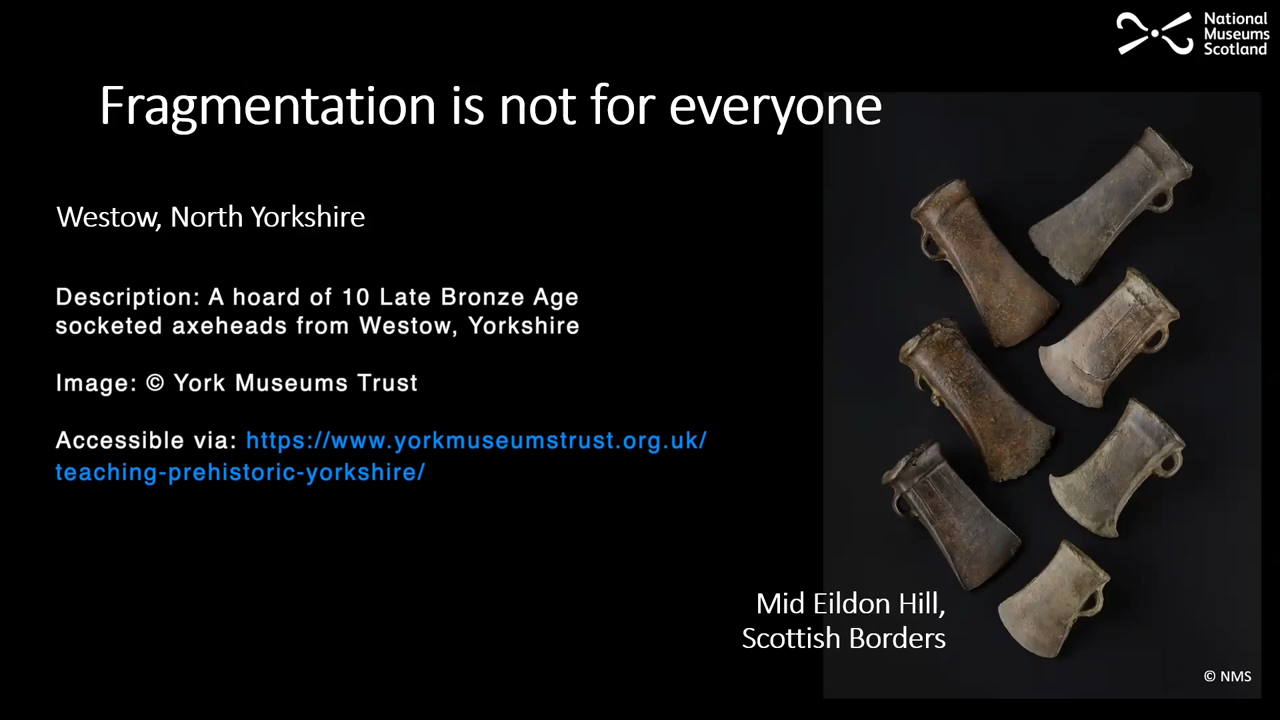 National
Museums
Scotland
Fragmentation is not for everyone
Westow, North Yorkshire
Description: A hoard of 10 Late Bronze Age
socketed axeheads from Westow, Yorkshire
Image: © York Museums Trust
Accessible via: https://www.yorkmuseumstrust.org.uk/
teaching-prehistoric-yorkshire/
Mid Eildon Hill,
Scottish Borders
© NMS